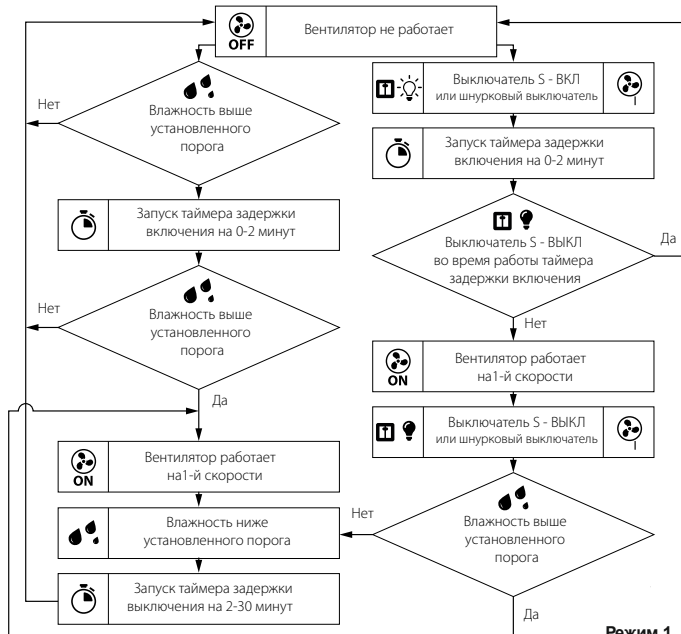 OFF
Вентилятор не работает
Нет
Влажность выше
установленного
порога
Запуск таймера задержки
включения на 0-2 минут
Нет
Влажность выше
установленного
порога
Да
ON
Вентилятор работает
на1-й скорости
Влажность ниже
установленного порога
Запуск таймера задержки
выключения на 2-30 минут
Выключатель S - ВКЛ
или шнурковый выключатель
I
Запуск таймера задержки
включения на 0-2 минут
Выключатель S - ВЫКЛ
во время работы таймера
задержки включения
Да
Нет
ON
Вентилятор работает
на1-й скорости
Выключатель S - ВЫКЛ
или шнурковый выключатель
I
Нет
Влажность выше
установленного
порога
Да
Режим 1